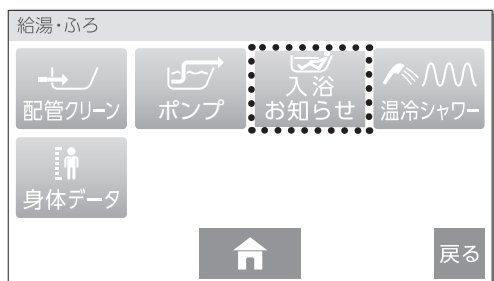 給湯・ふろ
配管クリーン
ポンプ
入浴
お知らせ
温冷シャワー
身体データ
戻る